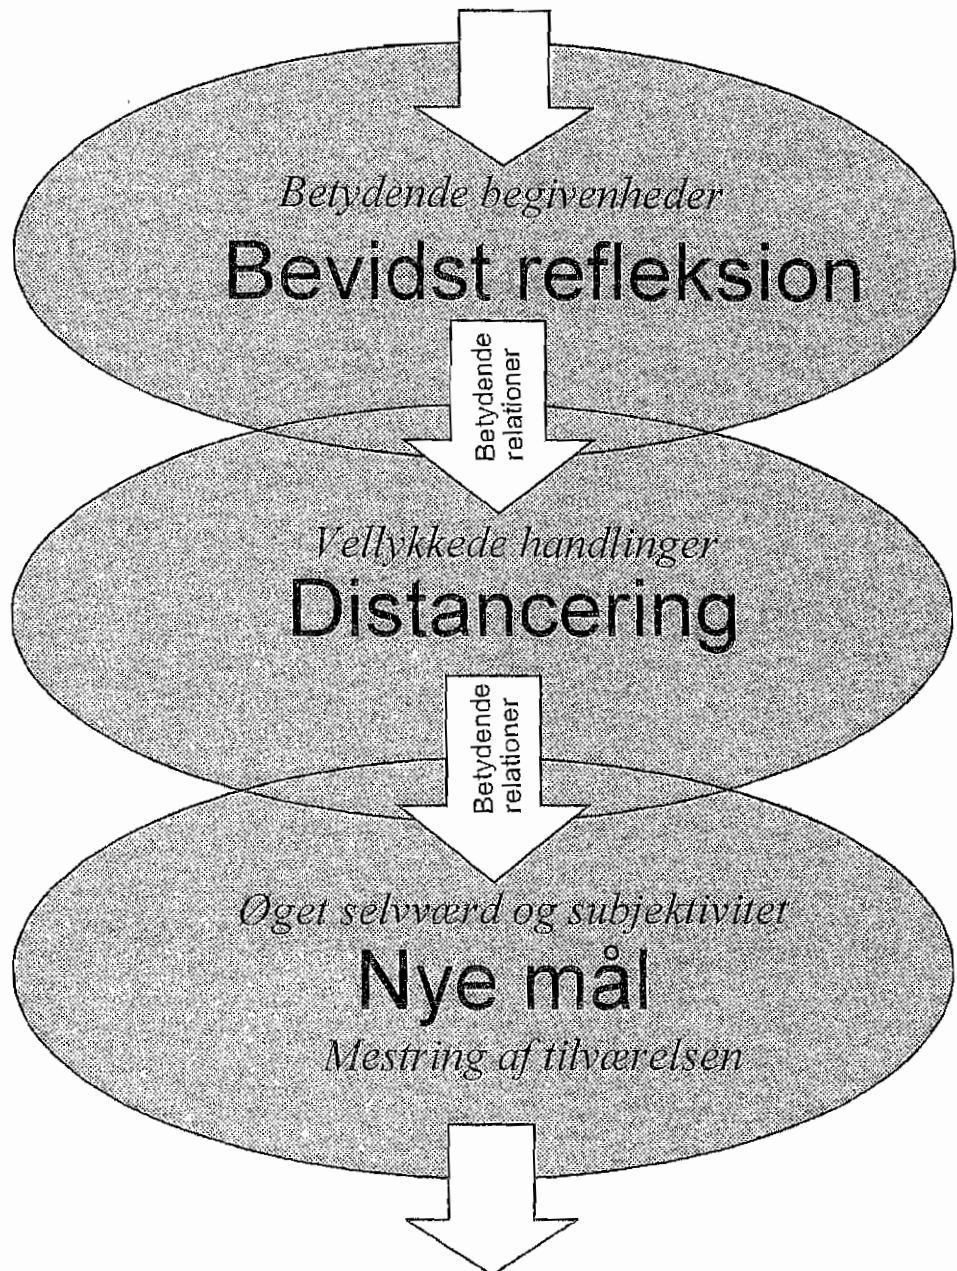 Betydende begivenheder
Bevidst refleksion
Betydende
relationer
Vellykkede handlinger
Distancering
Betydende
relationer
Øget selvværd og subjektivitet
Nye mål
Mestring af tilværelsen